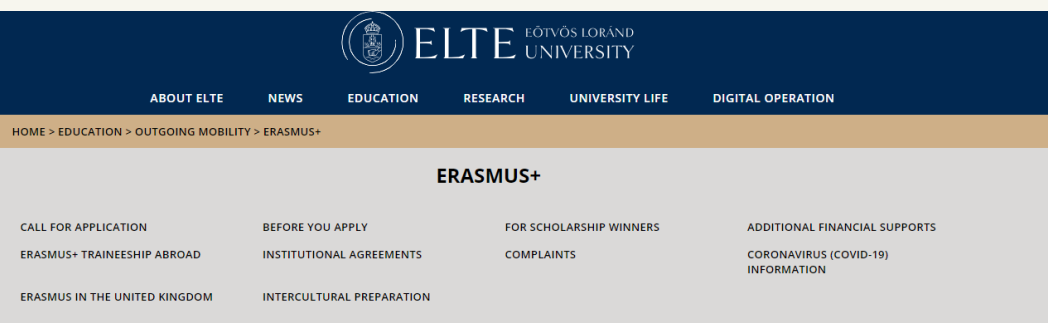 ELTE EÖTVÖS LORÁND
UNIVERSITY
ABOUT ELTE NEWS EDUCATION RESEARCH UNIVERSITY LIFE DIGITAL OPERATION
HOME > EDUCATION > OUTGOING MOBILITY > ERASMUS+
ERASMUS+
CALL FOR APPLICATION BEFORE YOU APPLY FOR SCHOLARSHIP WINNERS ADDITIONAL FINANCIAL SUPPORTS
ERASMUS+ TRAINEESHIP ABROAD INSTITUTIONAL AGREEMENTS COMPLAINTS CORONAVIRUS (COVID-19)
INFORMATION
ERASMUS IN THE UNITED KINGDOM INTERCULTURAL PREPARATION